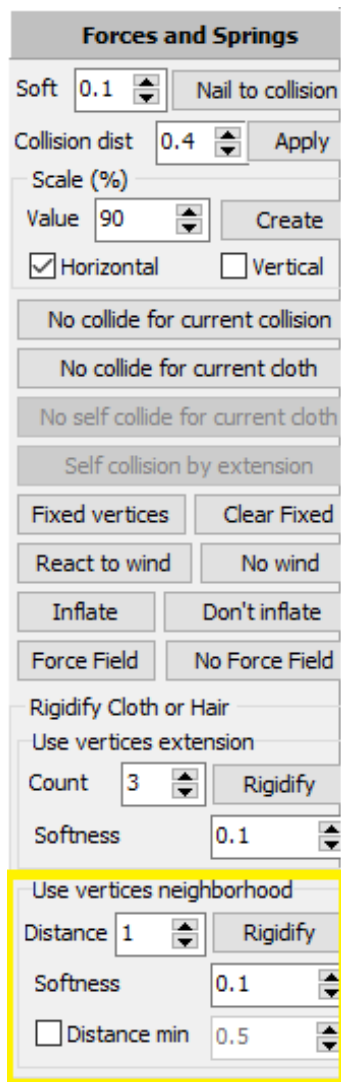 Forces and Springs
Soft 0.1 Nail to collision
Collision dist 0.4 Apply
Scale (%)
Value 90 Create
Horizontal Vertical
No collide for current collision
No collide for current cloth
No self collide for current cloth
Self collision by extension
Fixed vertices Clear Fixed
React to wind No wind
Inflate Don't inflate
Force Field No Force Field
Rigidify Cloth or Hair
Use vertices extension
Count 3 Rigidify
Softness 0.1
Use vertices neighborhood
Distance 1 Rigidify
Softness 0.1
Distance min 0.5